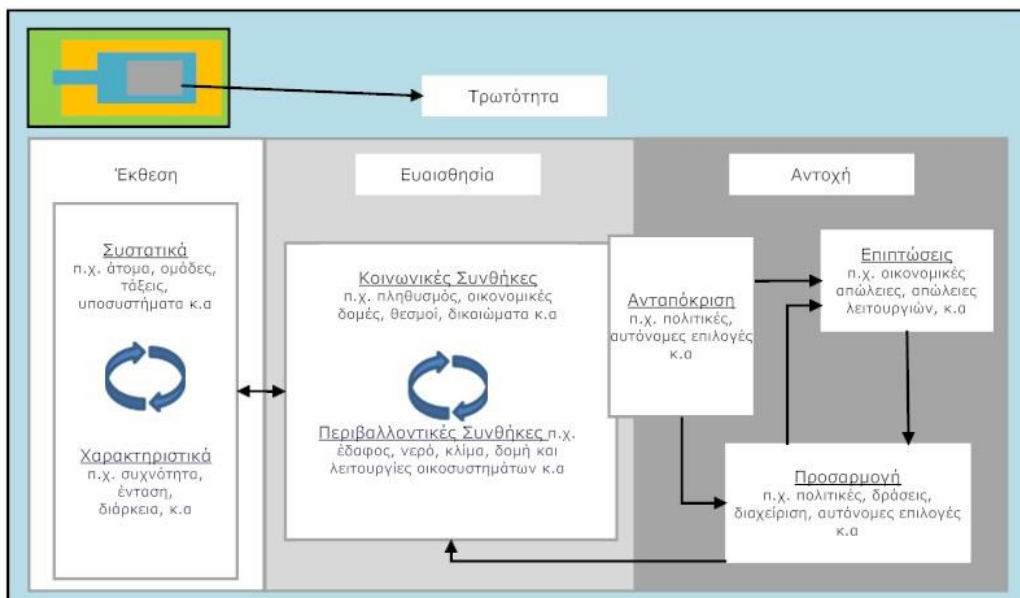 Τρωτότητα
Έκθεση
Συστατικά
π.χ. άτομα, ομάδες,
τάξεις,
υποσυστήματα κ.α
Χαρακτηριστικά
π.χ. συχνότητα,
ένταση,
διάρκεια, κ.α
Ευαισθησία
Κοινωνικές Συνθήκες
π.χ. πληθυσμός, οικονομικές
δομές, θεσμοί, δικαιώματα κ.α
Περιβαλλοντικές Συνθήκες π.χ.
έδαφος, νερό, κλίμα, δομή και
λειτουργίες οικοσυστημάτων κ.α
Αντοχή
Ανταπόκριση
π.χ. πολιτικές,
αυτόνομες επιλογές
κ.α
Επιπτώσεις
π.χ. οικονομικές
απώλειες, απώλειες
λειτουργιών, κ.α
Προσαρμογή
π.χ. πολιτικές, δράσεις,
διαχείριση, αυτόνομες επιλογές
κ.α